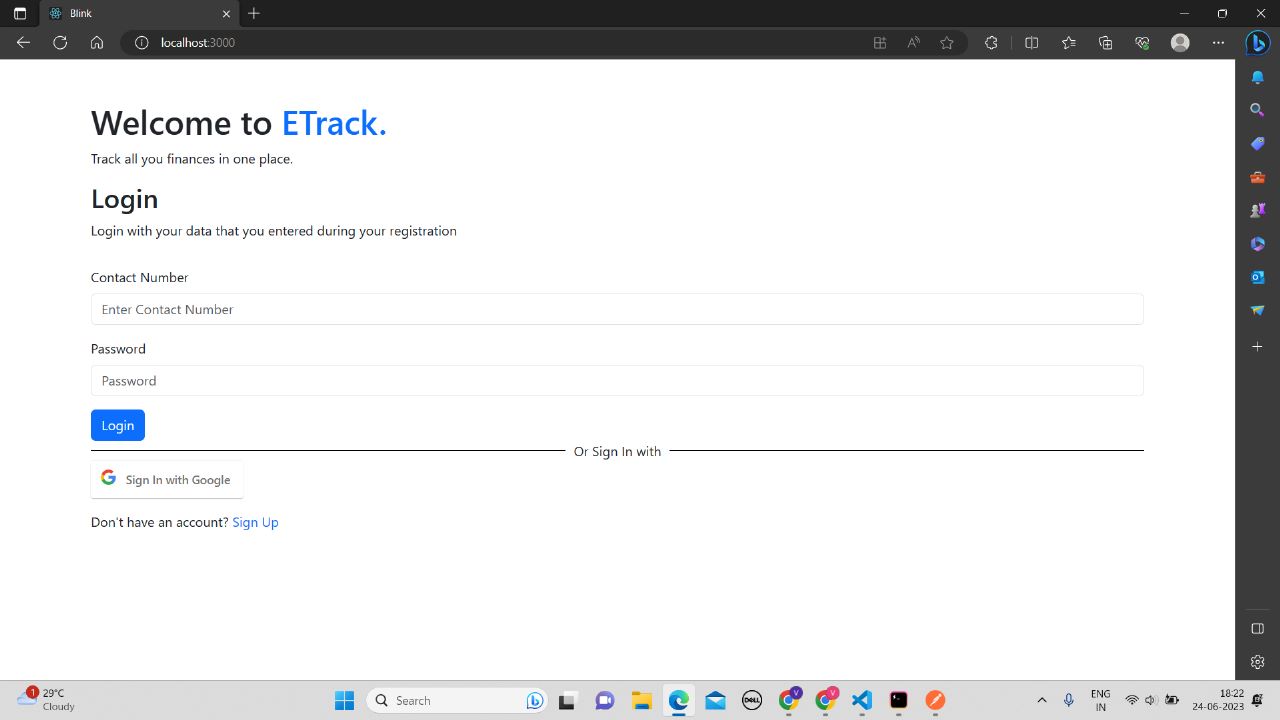 Blink
localhost:3000
Welcome to ETrack.
Track all you finances in one place.
Login
Login with your data that you entered during your registration
Contact Number
Enter Contact Number
Password
Password
Login
Or Sign In with
Sign In with Google
Don't have an account? Sign Up
1
29°C
Cloudy
Search
DELL
V
V
ENG
IN
18:22
24-06-2023